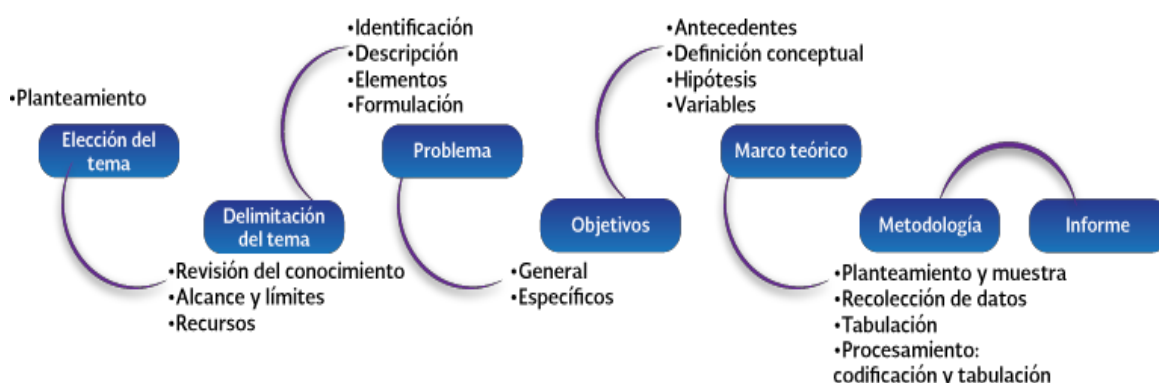 •Planteamiento
Elección del
tema
•Revisión del conocimiento
•Alcance y límites
•Recursos
Delimitación
del tema
•Identificación
•Descripción
•Elementos
•Formulación
Problema
•General
•Específicos
Objetivos
•Antecedentes
•Definición conceptual
•Hipótesis
•Variables
Marco teórico
•Planteamiento y muestra
•Recolección de datos
•Tabulación
•Procesamiento:
codificación y tabulación
Metodología
Informe